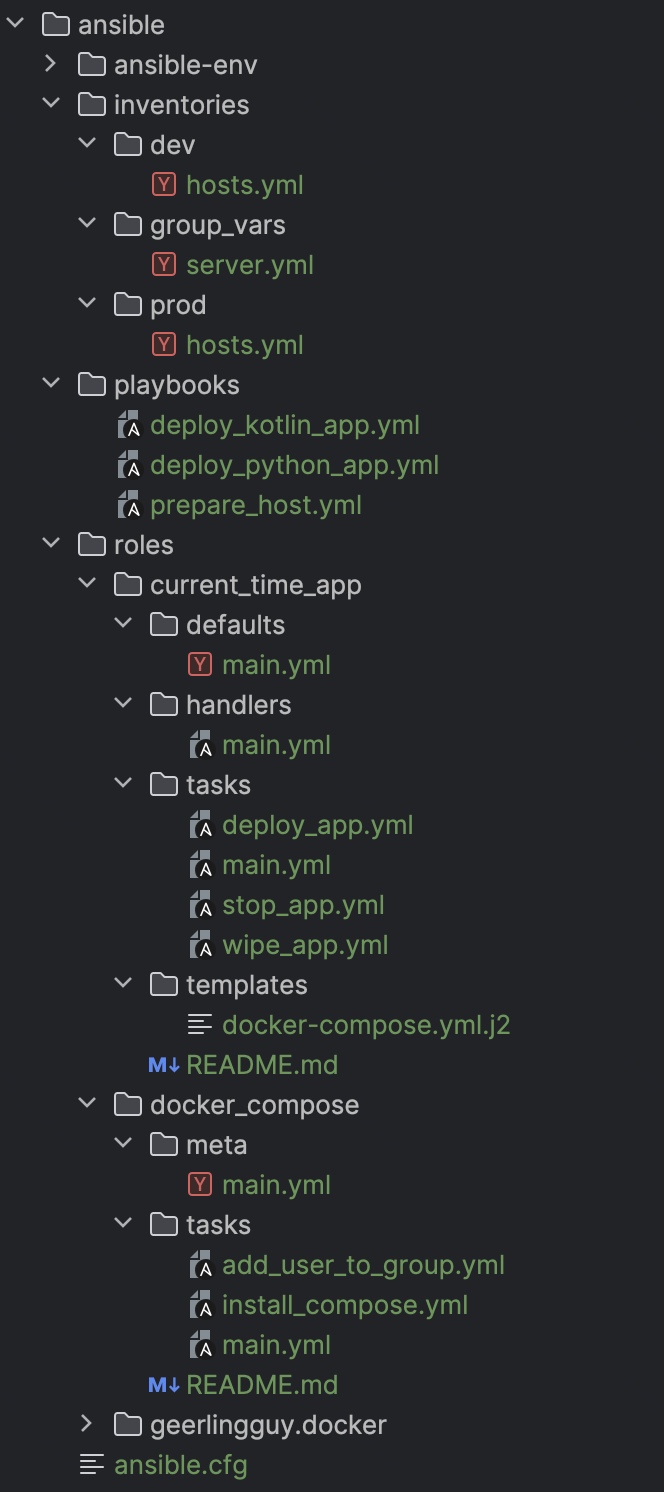 ansible
ansible-env
inventories
dev
Y hosts.yml
group_vars
Y server.yml
prod
Y hosts.yml
playbooks
A deploy_kotlin_app.yml
A deploy_python_app.yml
A prepare_host.yml
roles
current_time_app
defaults
Y main.yml
handlers
A main.yml
tasks
A deploy_app.yml
A main.yml
A stop_app.yml
A wipe_app.yml
templates
docker-compose.yml.j2
M↓ README.md
docker_compose
meta
Y main.yml
tasks
A add_user_to_group.yml
A install_compose.yml
A main.yml
M↓ README.md
geerlingguy.docker
ansible.cfg